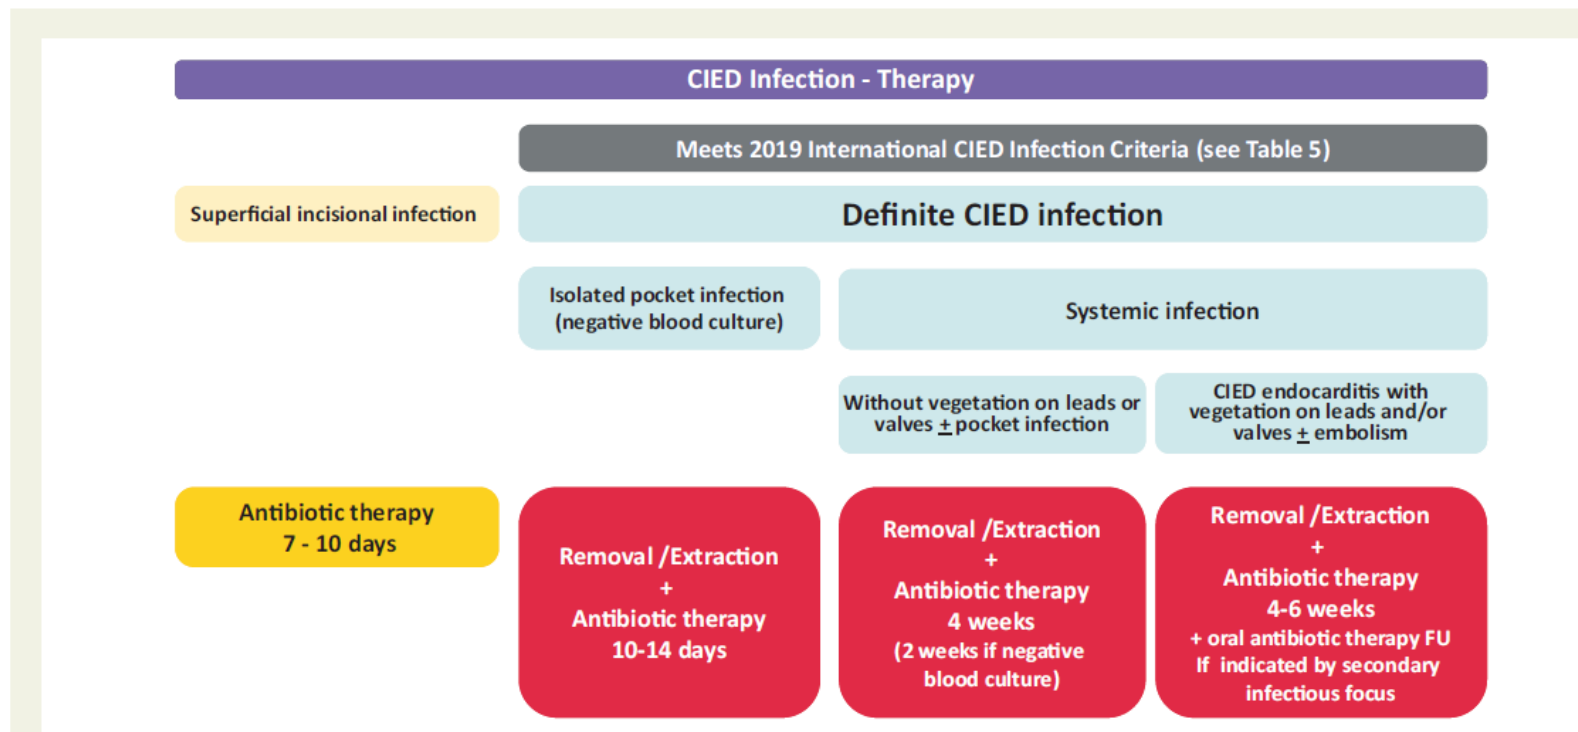 CIED Infection - Therapy
Meets 2019 International CIED Infection Criteria (see Table 5)
Superficial incisional infection
Definite CIED infection
Isolated pocket infection
(negative blood culture)
Systemic infection
Without vegetation on leads or
valves ± pocket infection
CIED endocarditis with
vegetation on leads and/or
valves ± embolism
Antibiotic therapy
7 - 10 days
Removal /Extraction
+
Antibiotic therapy
10-14 days
Removal /Extraction
+
Antibiotic therapy
4 weeks
(2 weeks if negative
blood culture)
Removal /Extraction
+
Antibiotic therapy
4-6 weeks
+ oral antibiotic therapy FU
If indicated by secondary
infectious focus